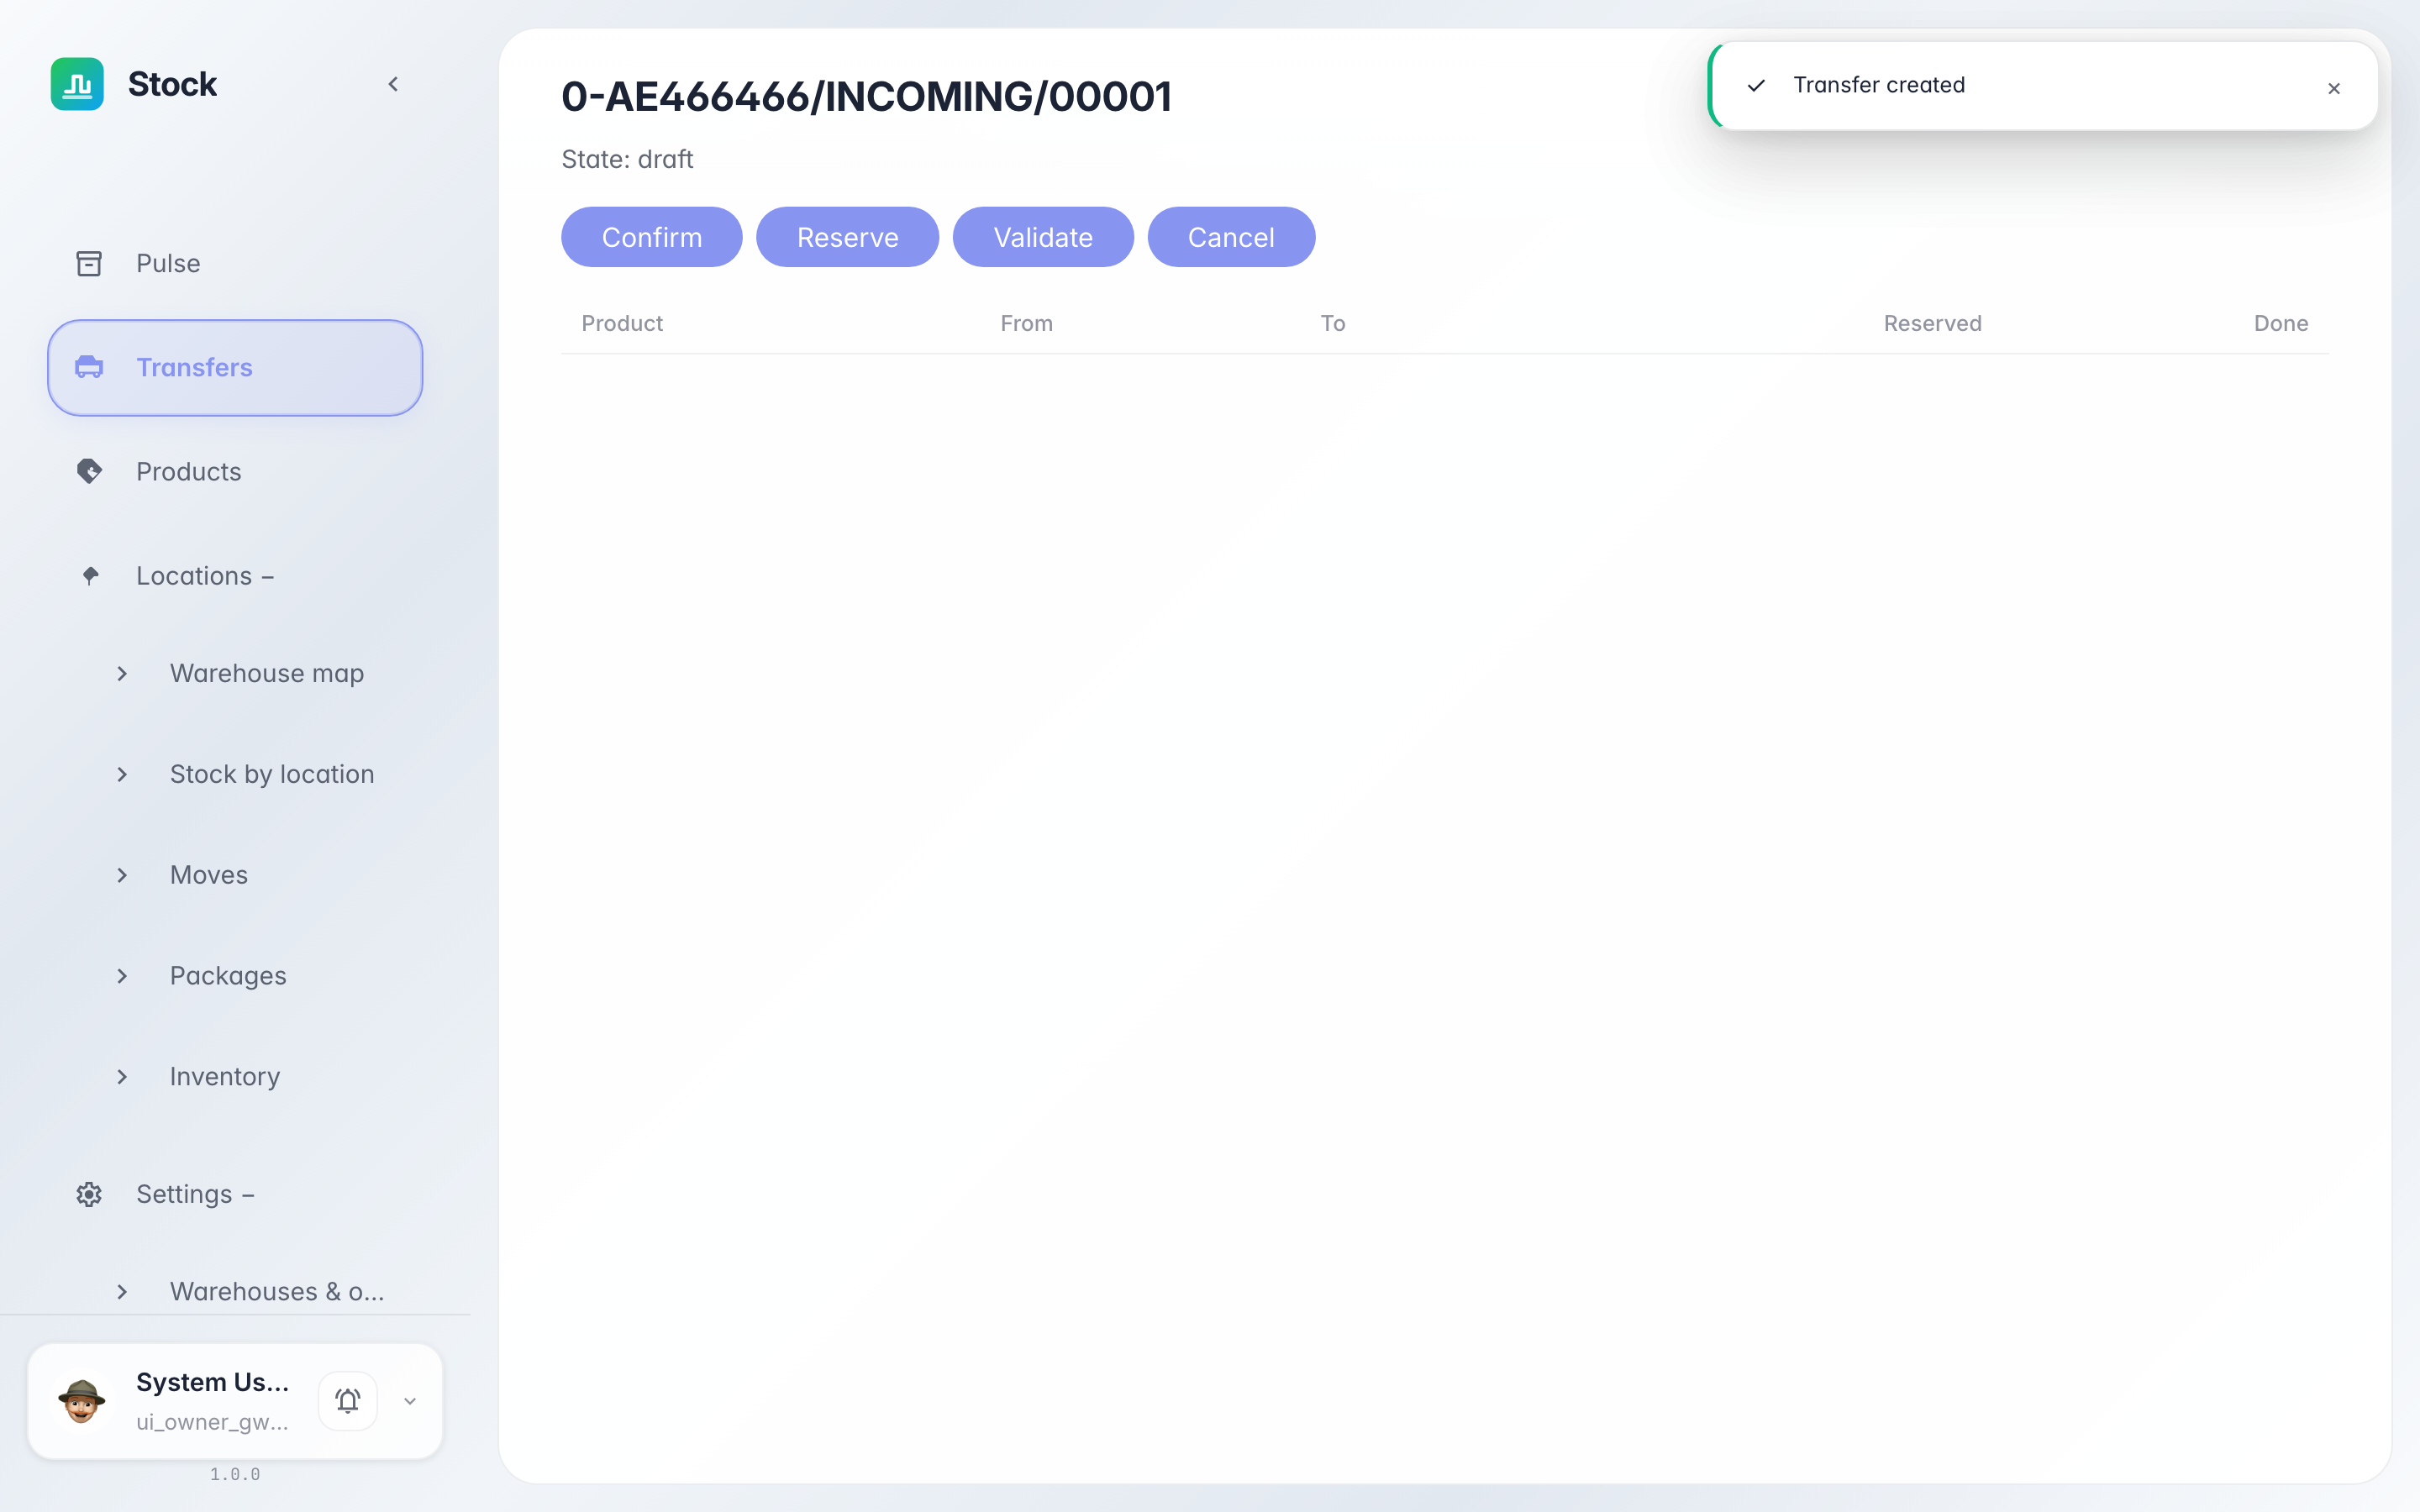 Stock
Pulse
Transfers
Products
Locations –
Warehouse map
Stock by location
Moves
Packages
Inventory
Settings –
Warehouses & o...
System Us...
ui_owner_gw...
1.0.0
0-AE466466/INCOMING/00001
State: draft
Confirm Reserve Validate Cancel
Product From To Reserved Done
Transfer created